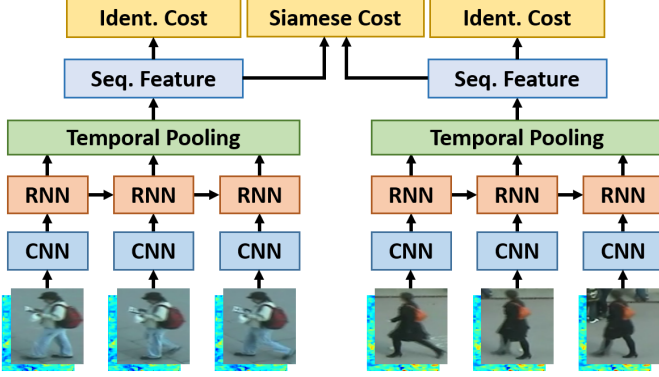 Ident. Cost Siamese Cost Ident. Cost
Seq. Feature Seq. Feature
Temporal Pooling Temporal Pooling
RNN RNN RNN RNN RNN RNN
CNN CNN CNN CNN CNN CNN